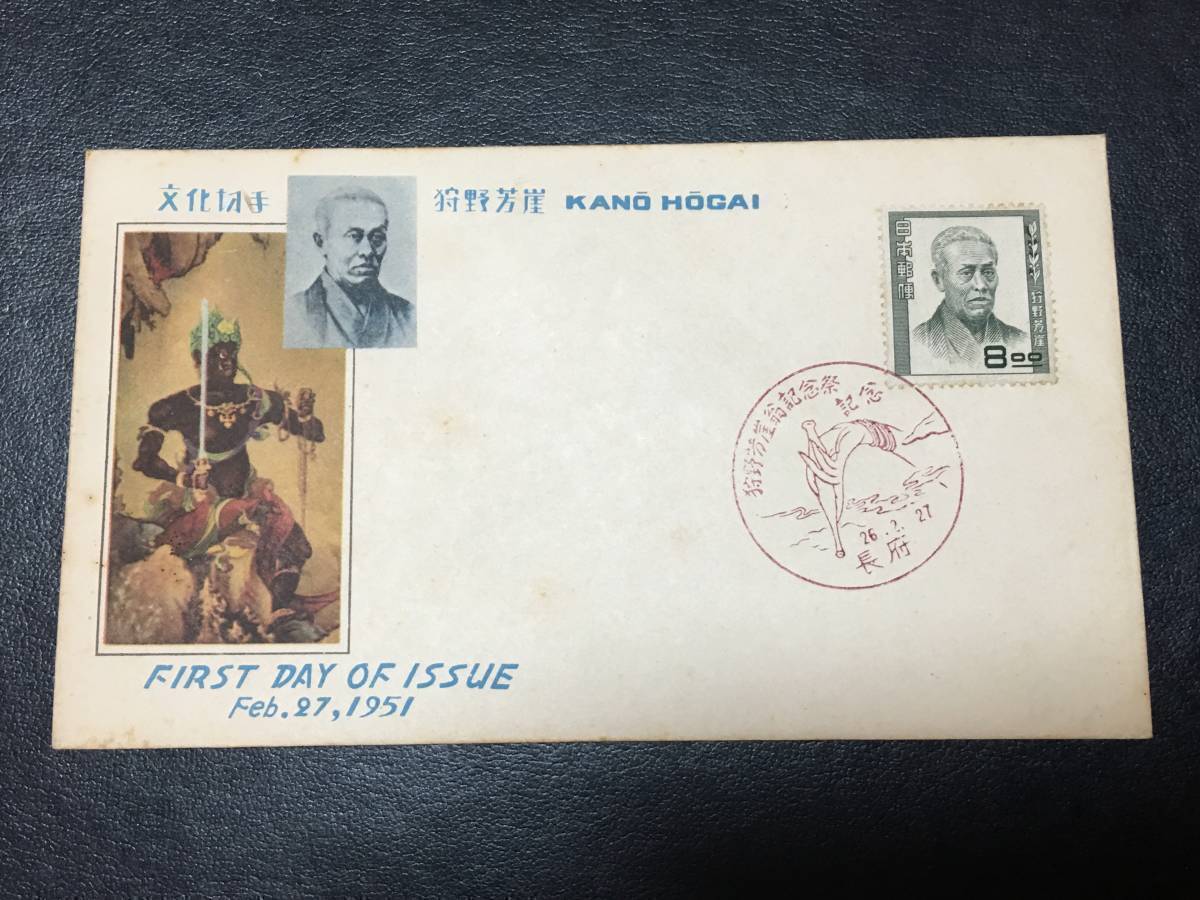 文化切手
狩野芳崖 KANŌ HŌGAI
日本郵便
狩野芳崖
8.00
狩野芳崖翁記念祭
記念
26.2.27
長府
FIRST DAY OF ISSUE
Feb.27,1951